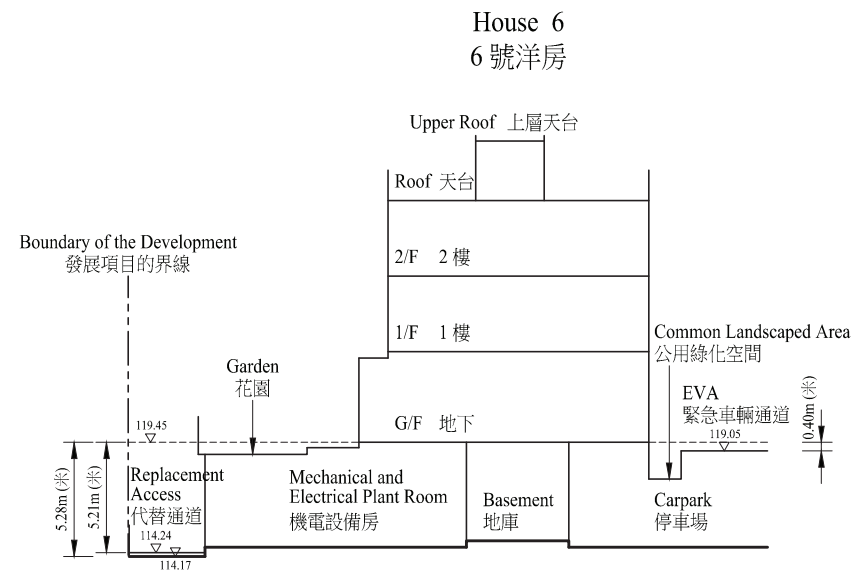 House 6
6 號洋房
Upper Roof 上層天台
Roof 天台
Boundary of the Development
發展項目的界線
2/F 2 樓
1/F 1 樓
Common Landscaped Area
公用綠化空間
Garden
花園
EVA
緊急車輛通道
0.40m (米)
G/F 地下
119.45
119.05
5.28m (米)
5.21m (米)
Replacement
Access
代替通道
Mechanical and
Electrical Plant Room
機電設備房
Basement
地庫
Carpark
停車場
114.24
114.17